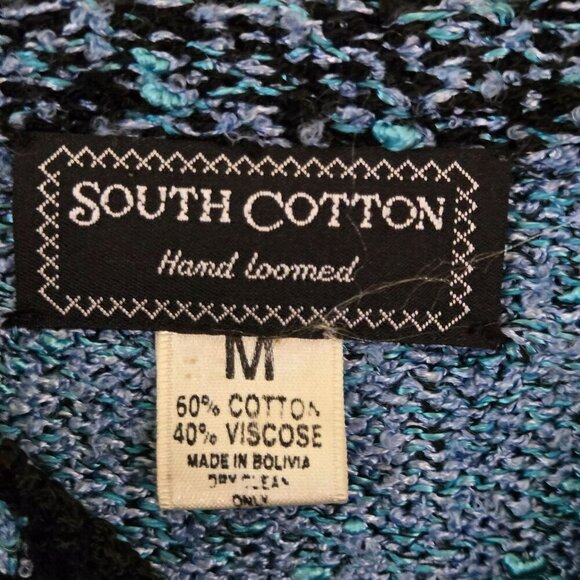 SOUTH COTTON
Hand loomed
M
60% COTTON
40% VISCOSE
MADE IN BOLIVIA
DRY CLEAN
ONLY